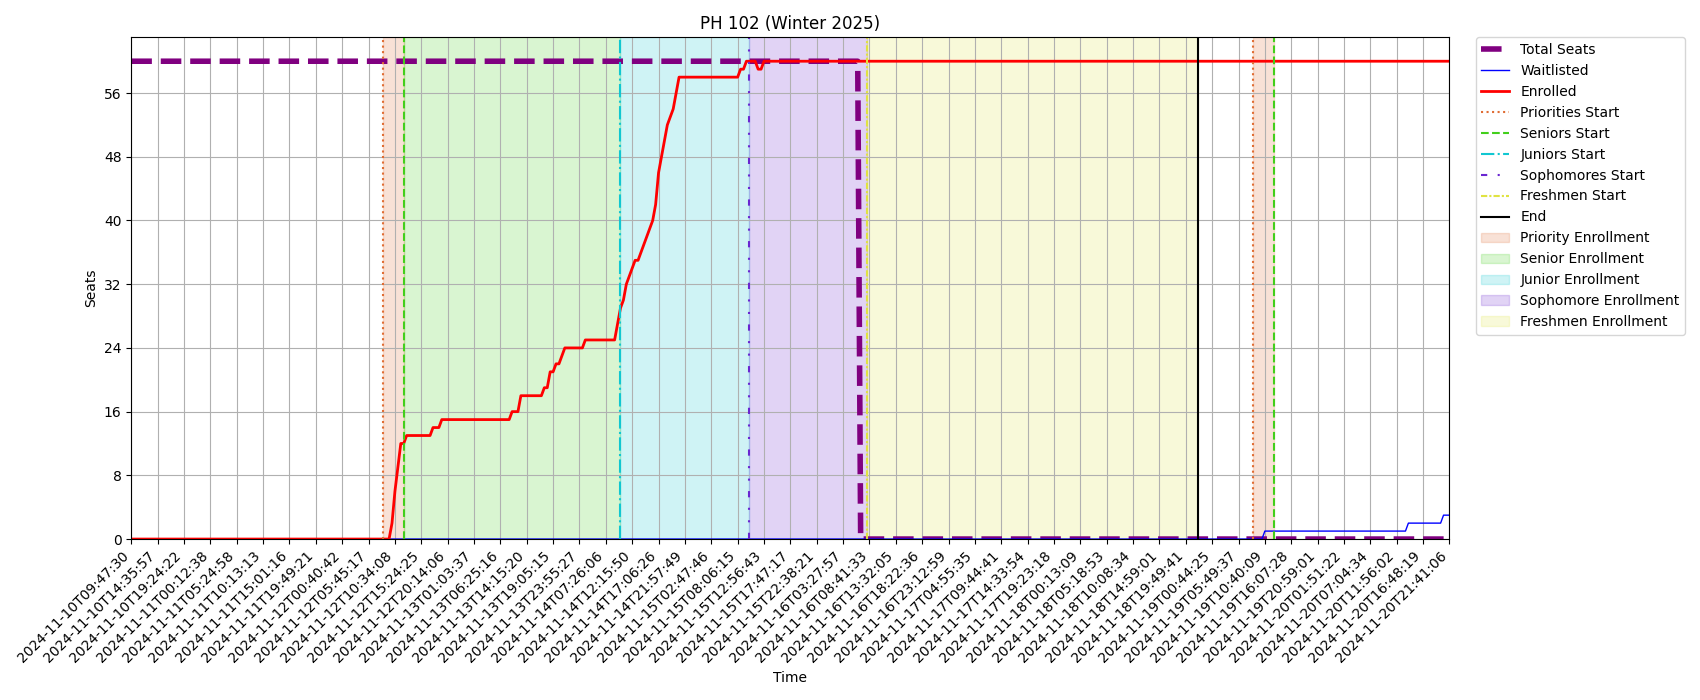 PH 102 (Winter 2025)
Seats
56
48
40
32
24
16
8
0
2024-11-10T09:47:30
2024-11-10T14:35:57
2024-11-10T19:24:22
2024-11-11T00:12:38
2024-11-11T05:24:58
2024-11-11T10:13:13
2024-11-11T15:01:16
2024-11-11T19:49:21
2024-11-12T00:40:42
2024-11-12T05:45:17
2024-11-12T10:34:08
2024-11-12T15:24:25
2024-11-12T20:14:06
2024-11-13T01:03:37
2024-11-13T06:25:16
2024-11-13T14:15:20
2024-11-13T19:05:15
2024-11-13T23:55:27
2024-11-14T07:26:06
2024-11-14T12:15:50
2024-11-14T17:06:26
2024-11-14T21:57:49
2024-11-15T02:47:46
2024-11-15T08:06:15
2024-11-15T12:56:43
2024-11-15T17:47:17
2024-11-15T22:38:21
2024-11-16T03:27:57
2024-11-16T08:41:33
2024-11-16T13:32:05
2024-11-16T18:22:36
2024-11-16T23:12:59
2024-11-17T04:55:35
2024-11-17T09:44:41
2024-11-17T14:33:54
2024-11-17T19:23:18
2024-11-18T00:13:09
2024-11-18T05:18:53
2024-11-18T10:08:34
2024-11-18T14:59:01
2024-11-18T19:49:41
2024-11-19T00:44:25
2024-11-19T05:49:37
2024-11-19T10:40:09
2024-11-19T16:07:28
2024-11-19T20:59:01
2024-11-20T01:51:22
2024-11-20T07:04:34
2024-11-20T11:56:02
2024-11-20T16:48:19
2024-11-20T21:41:06
Time
Total Seats
Waitlisted
Enrolled
Priorities Start
Seniors Start
Juniors Start
Sophomores Start
Freshmen Start
End
Priority Enrollment
Senior Enrollment
Junior Enrollment
Sophomore Enrollment
Freshmen Enrollment